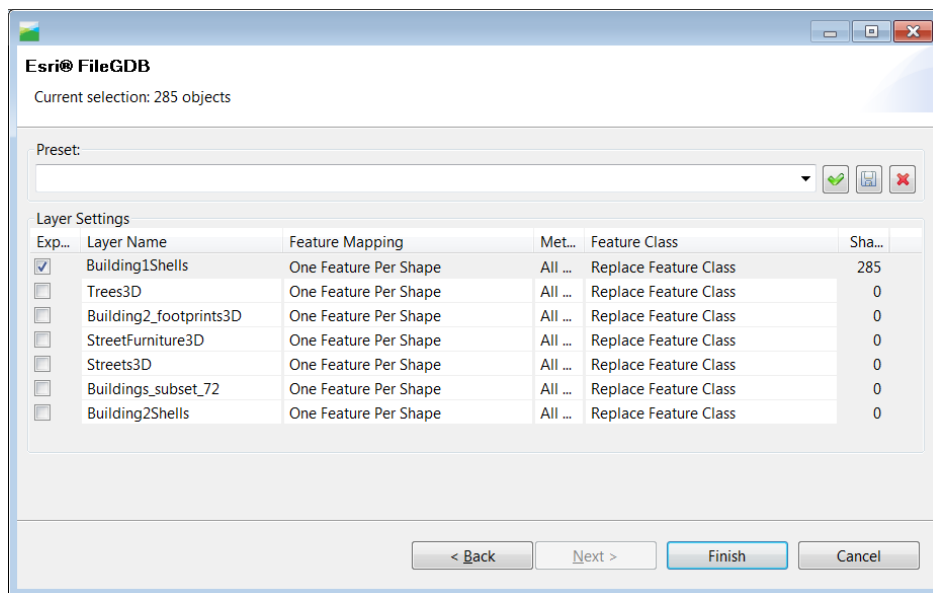 Esri® FileGDB
Current selection: 285 objects
Preset:
Layer Settings
Exp... Layer Name Feature Mapping Met... Feature Class Sha...
Building1Shells One Feature Per Shape All ... Replace Feature Class 285
Trees3D One Feature Per Shape All ... Replace Feature Class 0
Building2_footprints3D One Feature Per Shape All ... Replace Feature Class 0
StreetFurniture3D One Feature Per Shape All ... Replace Feature Class 0
Streets3D One Feature Per Shape All ... Replace Feature Class 0
Buildings_subset_72 One Feature Per Shape All ... Replace Feature Class 0
Building2Shells One Feature Per Shape All ... Replace Feature Class 0
< Back Next > Finish Cancel